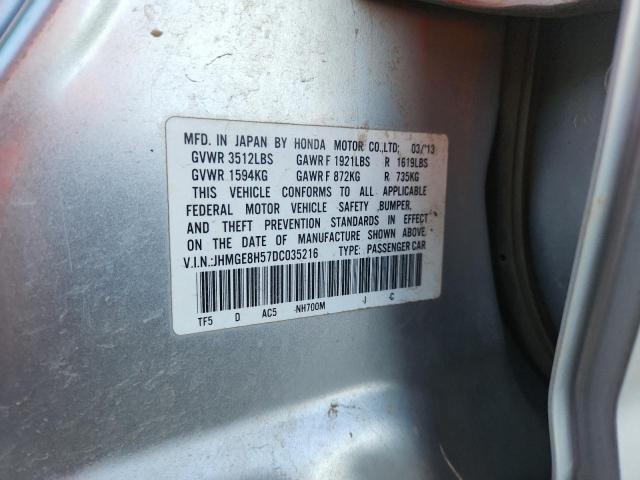 MFD. IN JAPAN BY HONDA MOTOR CO.,LTD: 03/'13
GVWR 3512LBS GAWR F 1921LBS R 1619LBS
GVWR 1594KG GAWR F 872KG R 735KG
THIS VEHICLE CONFORMS TO ALL APPLICABLE
FEDERAL MOTOR VEHICLE SAFETY ,BUMPER,
AND THEFT PREVENTION STANDARDS IN EFFECT
ON THE DATE OF MANUFACTURE SHOWN ABOVE.
V.I.N.:JHMGE8H57DC035216 TYPE: PASSENGER CAR
TF5 D AC5 -NH700M -J -C